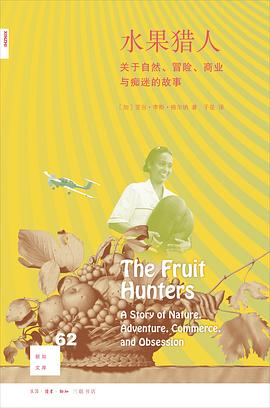 水果猎人
关于自然、冒险、商业
与痴迷的故事
[加] 亚当·李斯·格尔纳 著 于是 译
The Fruit
Hunters
A Story of Nature,
Adventure, Commerce,
and Obsession
62
新知
文库
生活·讀書·新知 三联书店